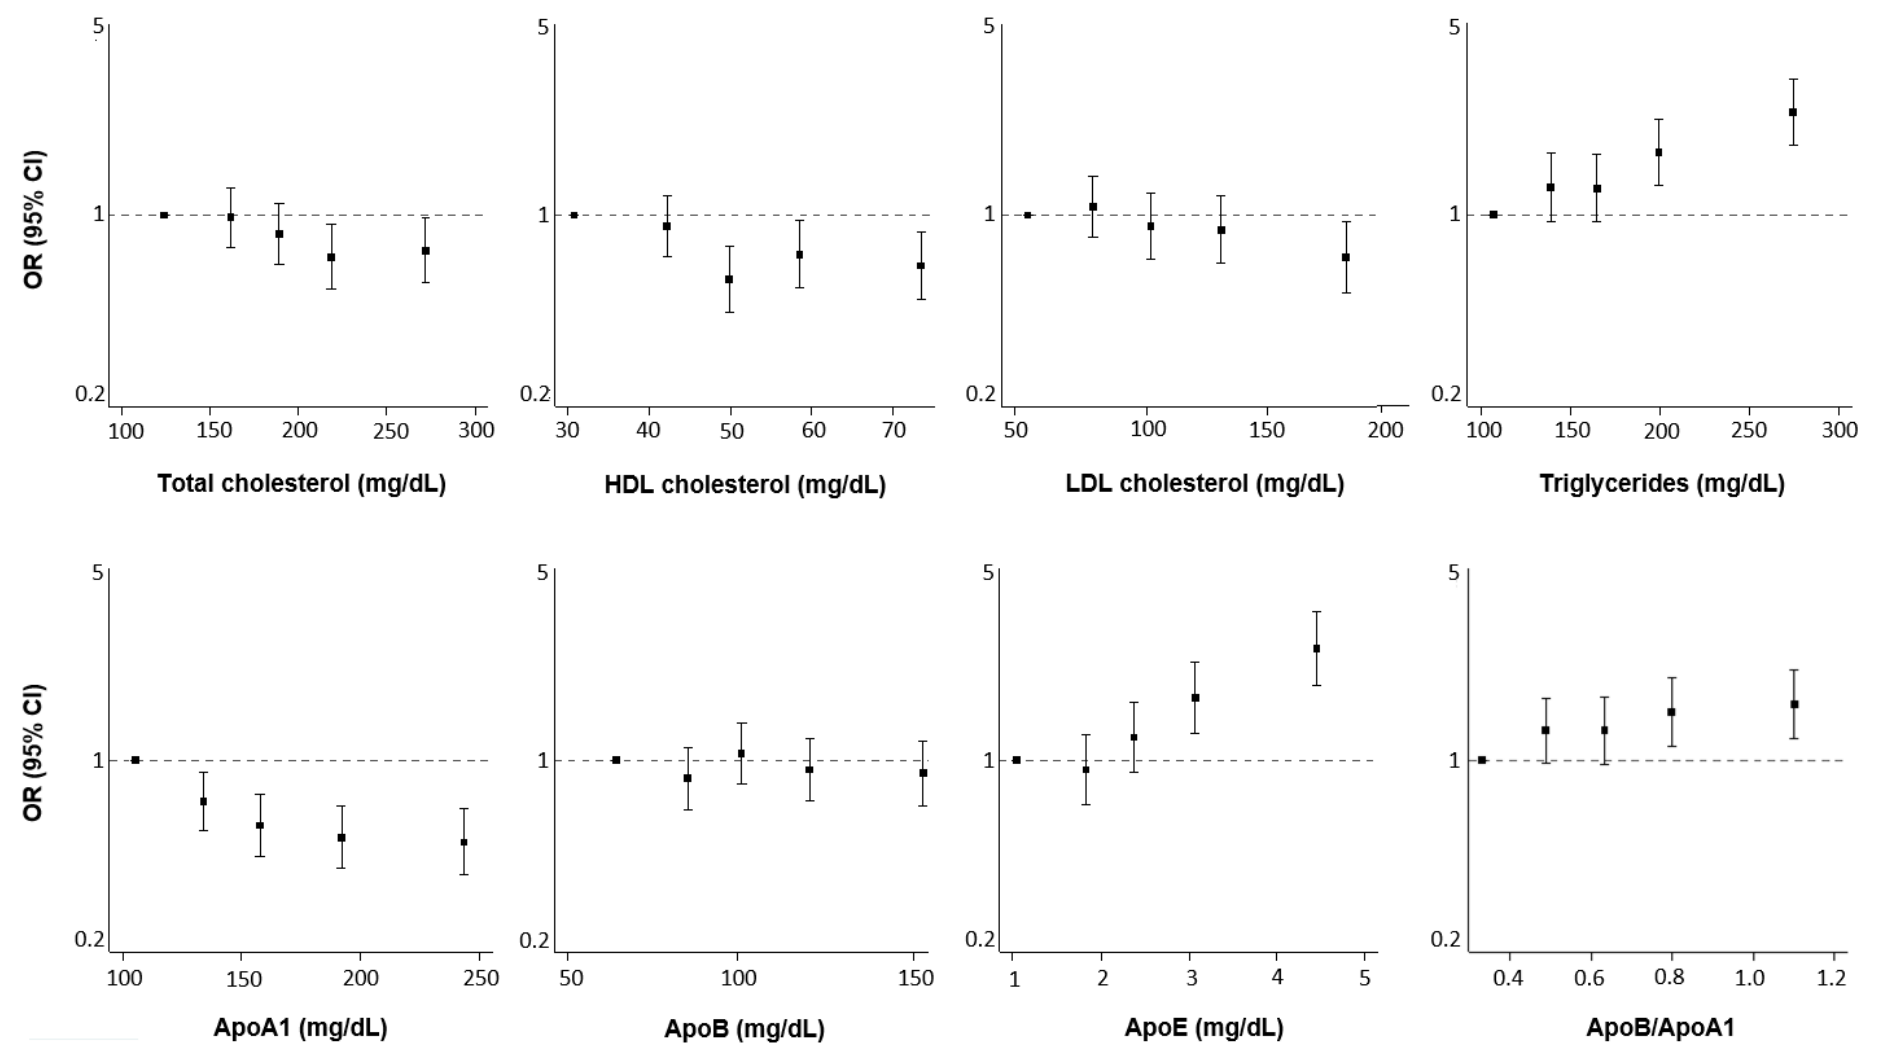 5 5 5 5
OR (95% CI)
1 1 1 1
0.2 0.2 0.2 0.2
100 150 200 250 300 30 40 50 60 70 50 100 150 200 100 150 200 250 300
Total cholesterol (mg/dL) HDL cholesterol (mg/dL) LDL cholesterol (mg/dL) Triglycerides (mg/dL)
5 5 5 5
OR (95% CI)
1 1 1 1
0.2 0.2 0.2 0.2
100 150 200 250 50 100 150 1 2 3 4 5 0.4 0.6 0.8 1.0 1.2
ApoA1 (mg/dL) ApoB (mg/dL) ApoE (mg/dL) ApoB/ApoA1